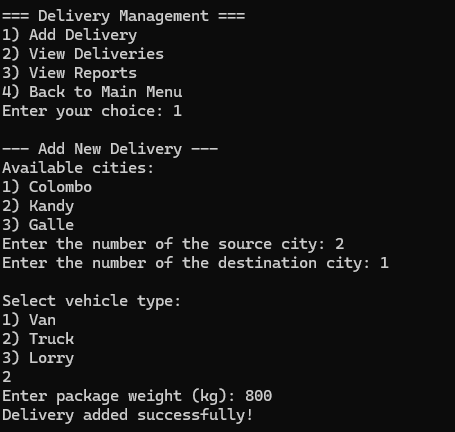 === Delivery Management ===
1) Add Delivery
2) View Deliveries
3) View Reports
4) Back to Main Menu
Enter your choice: 1
--- Add New Delivery ---
Available cities:
1) Colombo
2) Kandy
3) Galle
Enter the number of the source city: 2
Enter the number of the destination city: 1
Select vehicle type:
1) Van
2) Truck
3) Lorry
2
Enter package weight (kg): 800
Delivery added successfully!